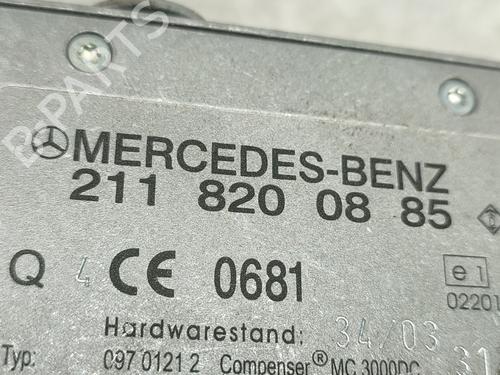 B-PARTS
MERCEDES-BENZ
211 820 08 85
Q 4 CE 0681 e1
02201
Hardwarestand: 34/03 31
Typ: 097 0121 2 Compenser® MC 3000DC